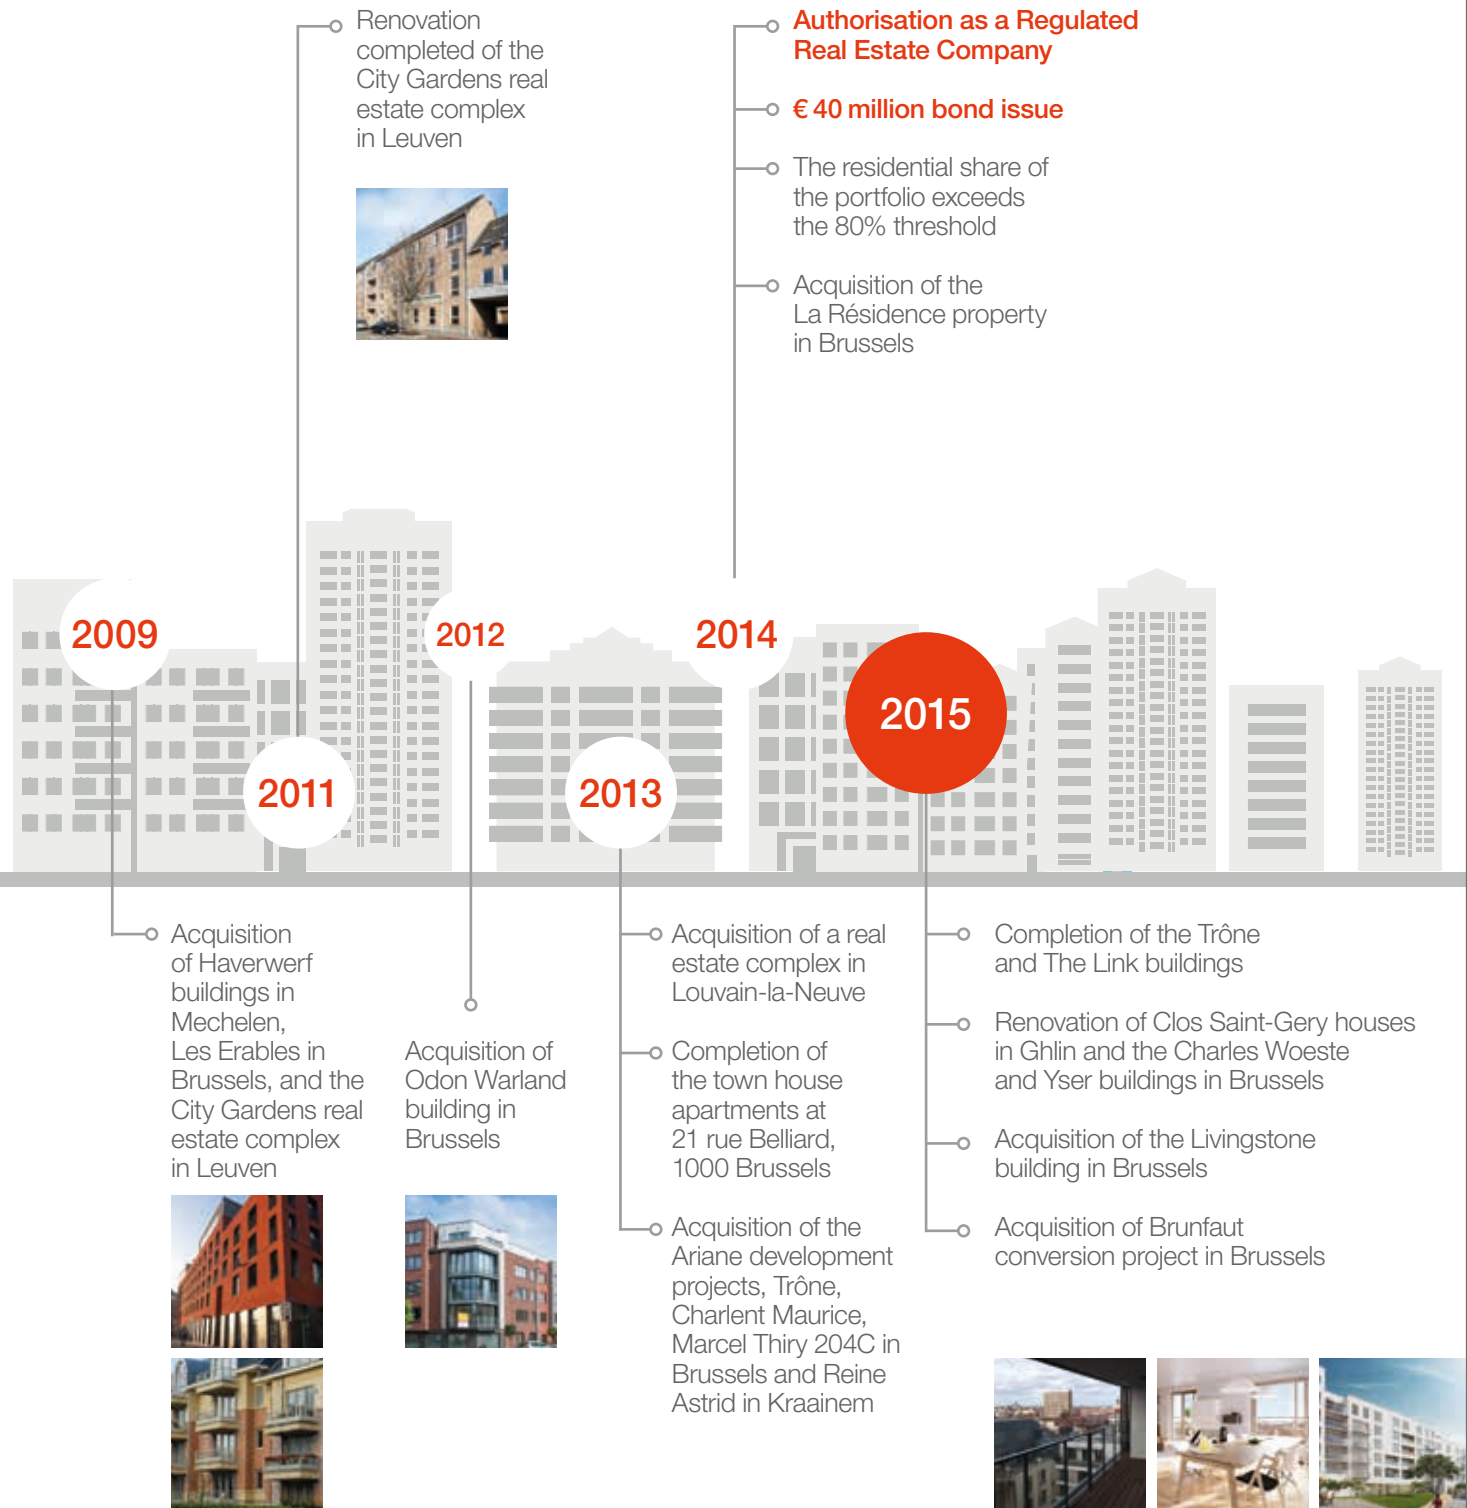 Renovation
completed of the
City Gardens real
estate complex
in Leuven
Authorisation as a Regulated
Real Estate Company
€ 40 million bond issue
The residential share of
the portfolio exceeds
the 80% threshold
Acquisition of the
La Résidence property
in Brussels
2009
2011
2012
2013
2014
2015
Acquisition
of Haverwerf
buildings in
Mechelen,
Les Erables in
Brussels, and the
City Gardens real
estate complex
in Leuven
Acquisition of
Odon Warland
building in
Brussels
Acquisition of a real
estate complex in
Louvain-la-Neuve
Completion of
the town house
apartments at
21 rue Belliard,
1000 Brussels
Acquisition of the
Ariane development
projects, Trône,
Charlent Maurice,
Marcel Thiry 204C in
Brussels and Reine
Astrid in Kraainem
Completion of the Trône
and The Link buildings
Renovation of Clos Saint-Gery houses
in Ghlin and the Charles Woeste
and Yser buildings in Brussels
Acquisition of the Livingstone
building in Brussels
Acquisition of Brunfaut
conversion project in Brussels